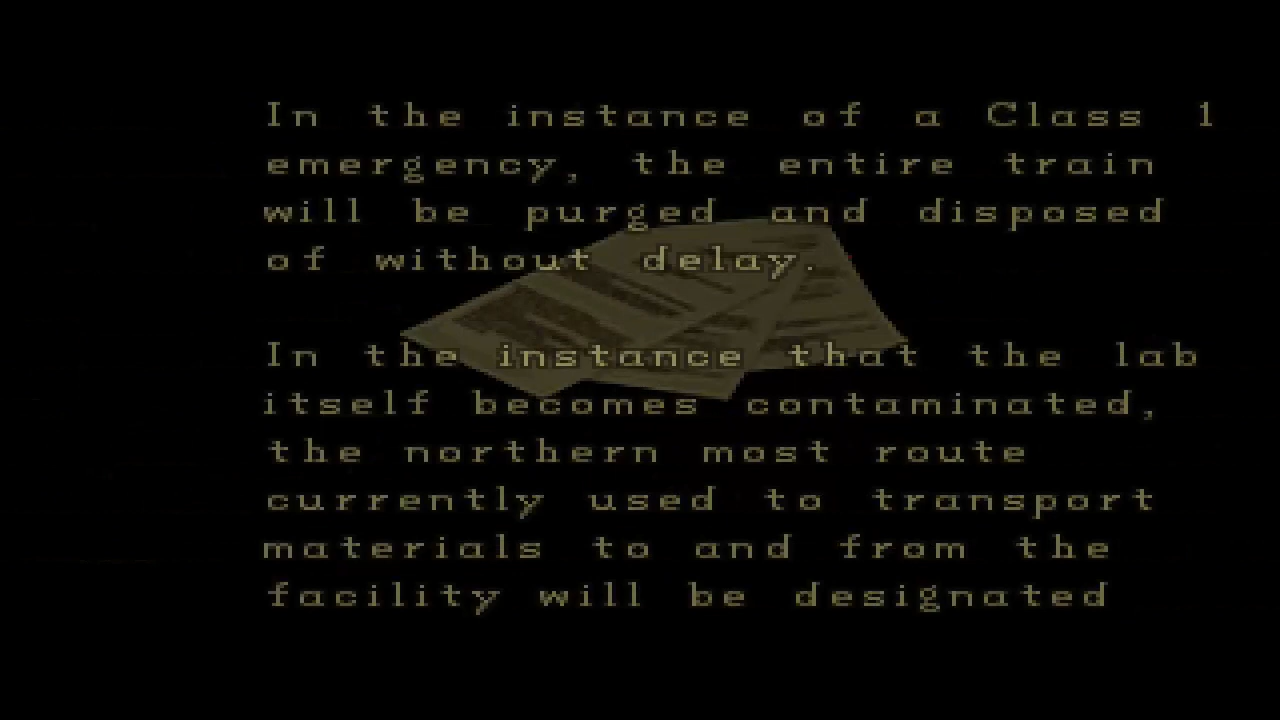 In the instance of a Class 1
emergency, the entire train
will be purged and disposed
of without delay.
In the instance that the lab
itself becomes contaminated,
the northern most route
currently used to transport
materials to and from the
facility will be designated